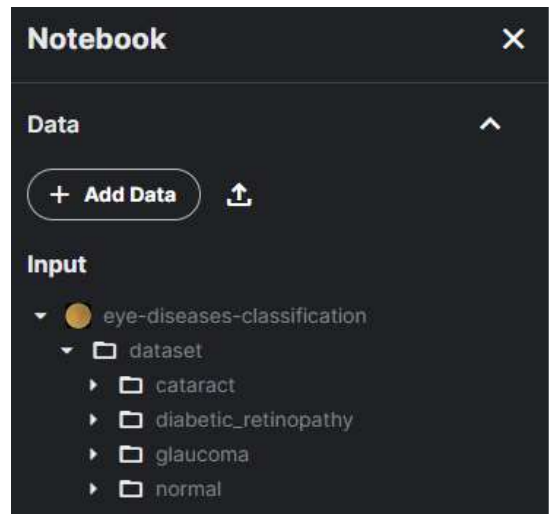 Notebook
Data
+ Add Data
Input
eye-diseases-classification
dataset
cataract
diabetic_retinopathy
glaucoma
normal